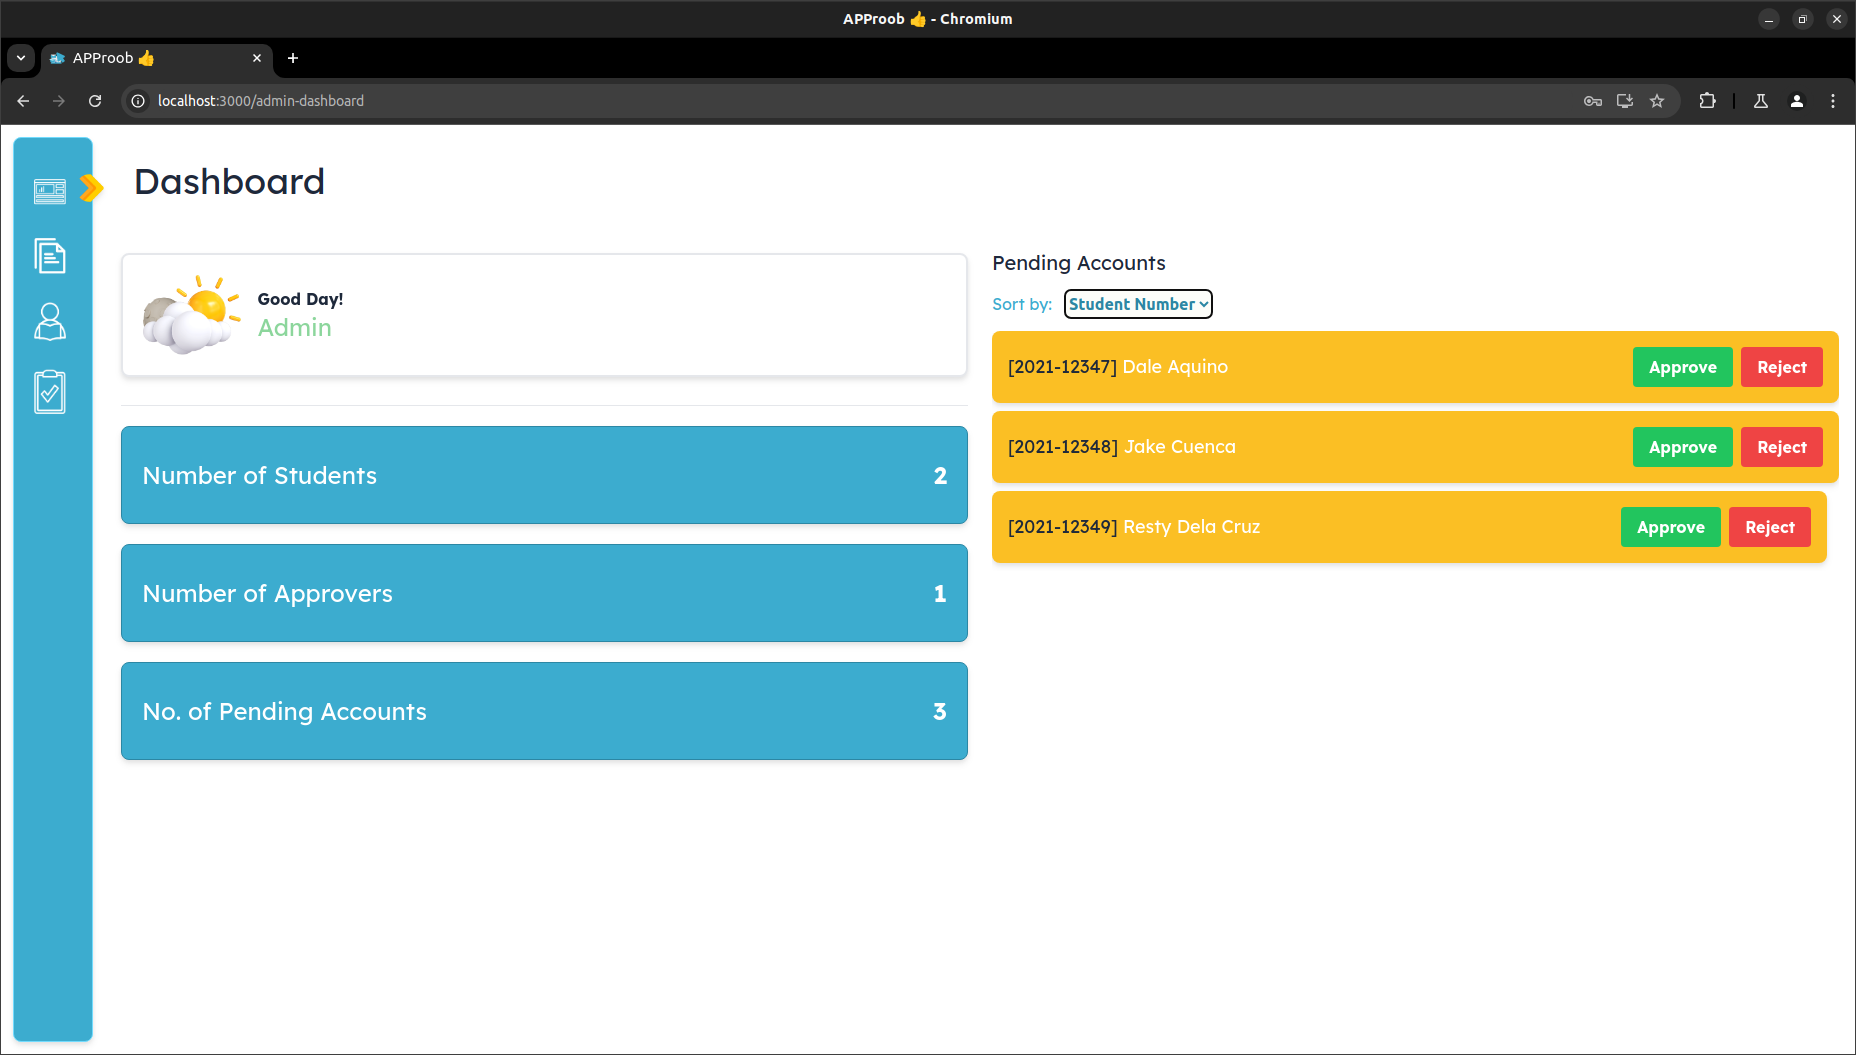 APProob 👍 - Chromium
APProob 👍
localhost:3000/admin-dashboard
Dashboard
Good Day!
Admin
Number of Students 2
Number of Approvers 1
No. of Pending Accounts 3
Pending Accounts
Sort by: Student Number
[2021-12347] Dale Aquino Approve Reject
[2021-12348] Jake Cuenca Approve Reject
[2021-12349] Resty Dela Cruz Approve Reject